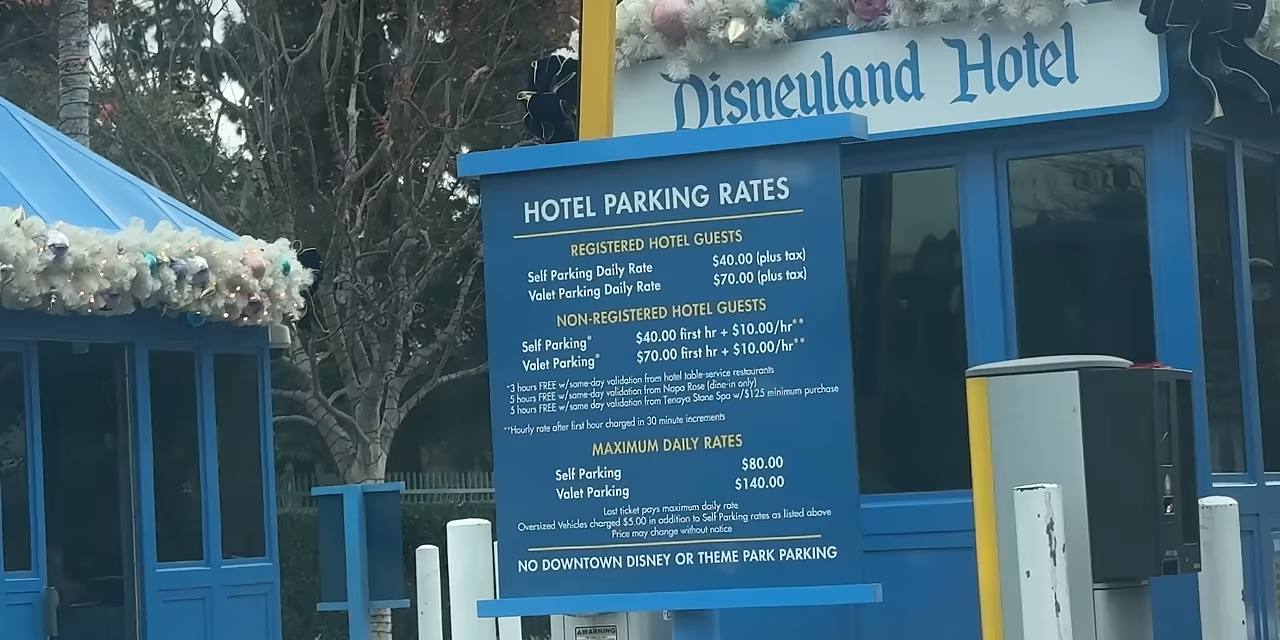 Disneyland Hotel
HOTEL PARKING RATES
REGISTERED HOTEL GUESTS
Self Parking Daily Rate $40.00 (plus tax)
Valet Parking Daily Rate $70.00 (plus tax)
NON-REGISTERED HOTEL GUESTS
Self Parking* $40.00 first hr + $10.00/hr**
Valet Parking* $70.00 first hr + $10.00/hr**
*3 hours FREE w/same-day validation from hotel table-service restaurants
5 hours FREE w/same-day validation from Napa Rose (dine-in only)
5 hours FREE w/same day validation from Tenaya Stone Spa w/$125 minimum purchase
**Hourly rate after first hour charged in 30 minute increments
MAXIMUM DAILY RATES
Self Parking $80.00
Valet Parking $140.00
Lost ticket pays maximum daily rate
Oversized Vehicles charged $5.00 in addition to Self Parking rates as listed above
Price may change without notice
NO DOWNTOWN DISNEY OR THEME PARK PARKING
WARNING